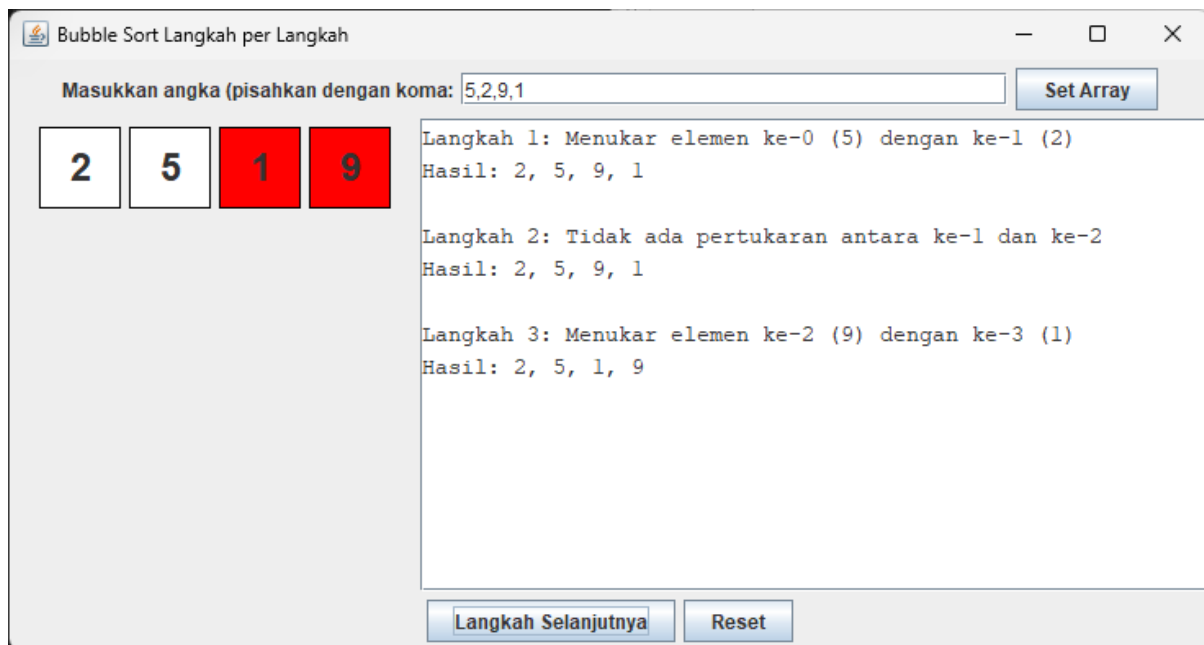 Bubble Sort Langkah per Langkah
Masukkan angka (pisahkan dengan koma: 5,2,9,1 Set Array
2 5 1 9
Langkah 1: Menukar elemen ke-0 (5) dengan ke-1 (2)
Hasil: 2, 5, 9, 1
Langkah 2: Tidak ada pertukaran antara ke-1 dan ke-2
Hasil: 2, 5, 9, 1
Langkah 3: Menukar elemen ke-2 (9) dengan ke-3 (1)
Hasil: 2, 5, 1, 9
Langkah Selanjutnya Reset